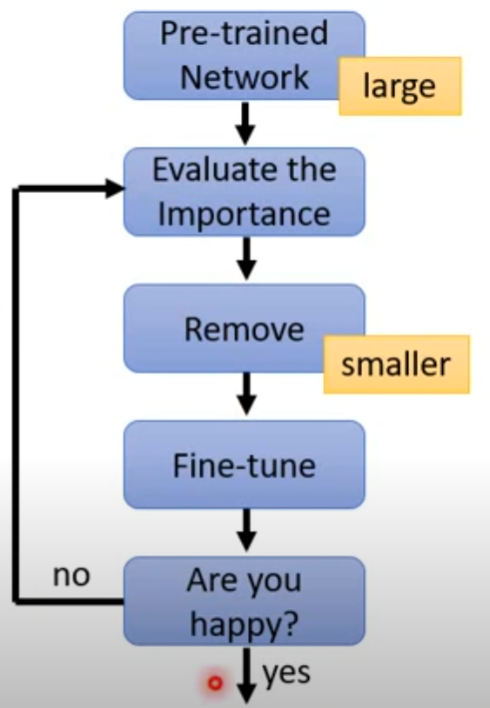 Pre-trained
Network
large
Evaluate the
Importance
Remove
smaller
Fine-tune
Are you
happy?
no
yes